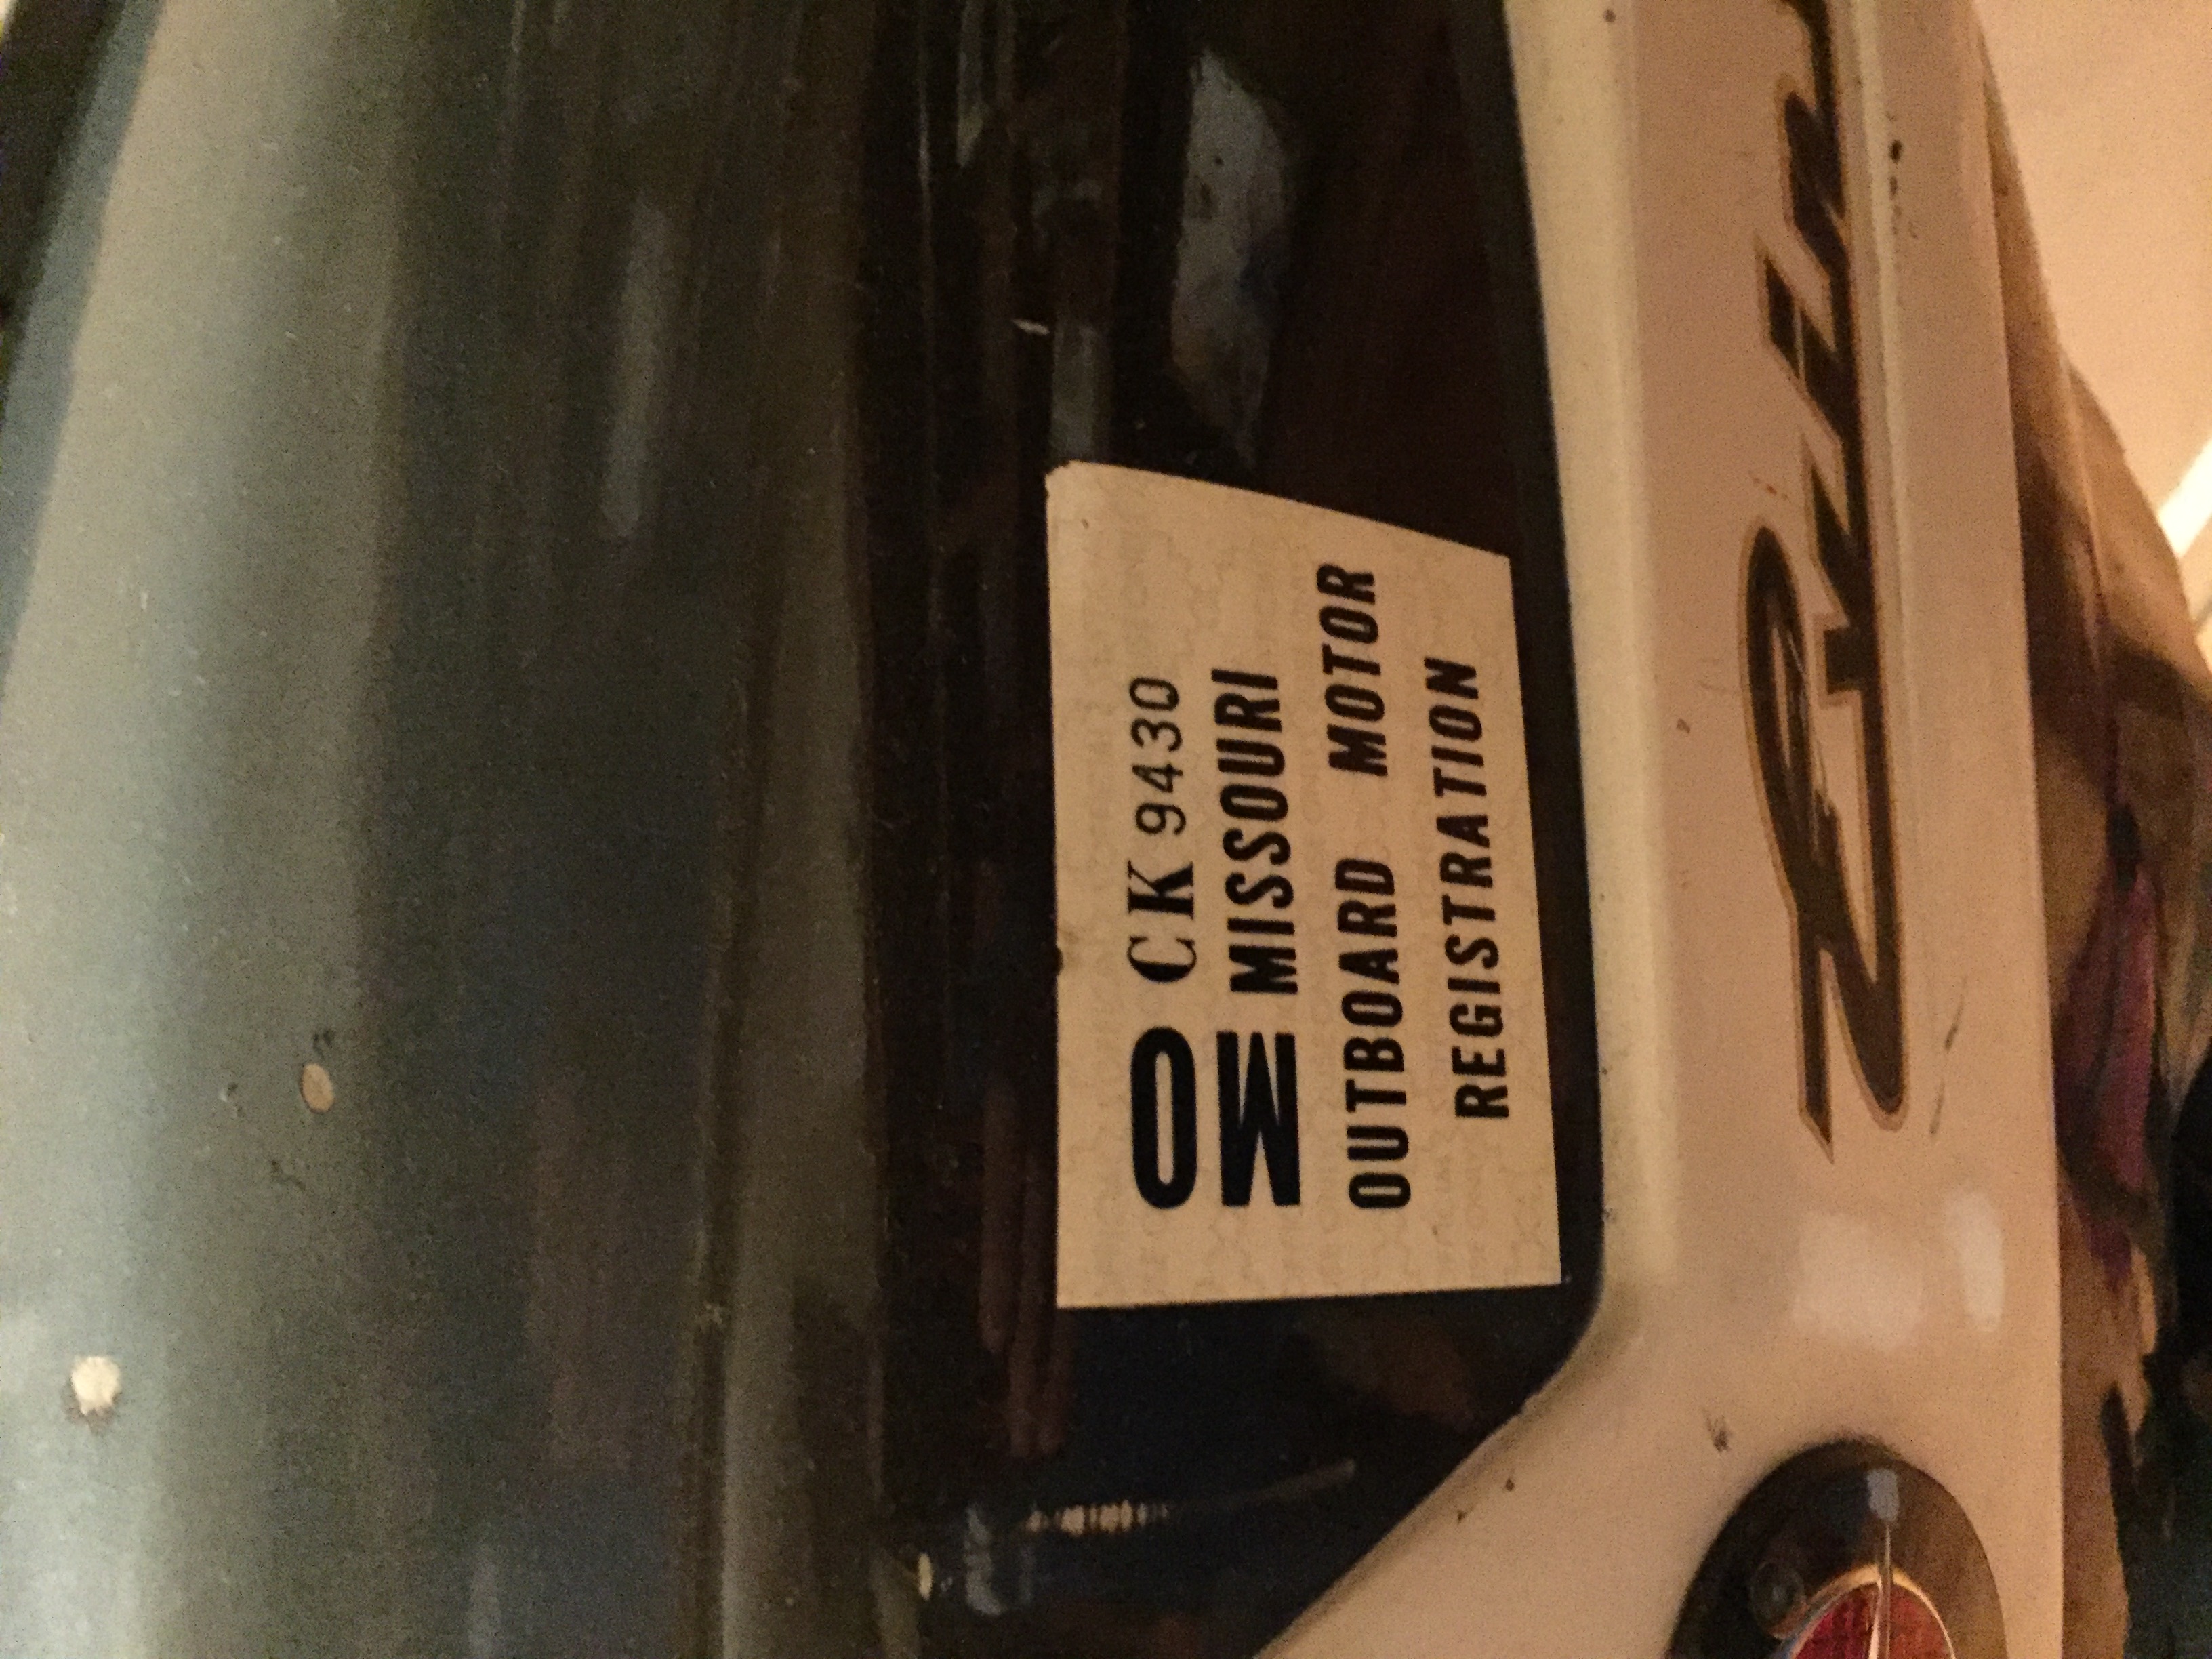 MO CK 9430
MISSOURI
OUTBOARD MOTOR
REGISTRATION